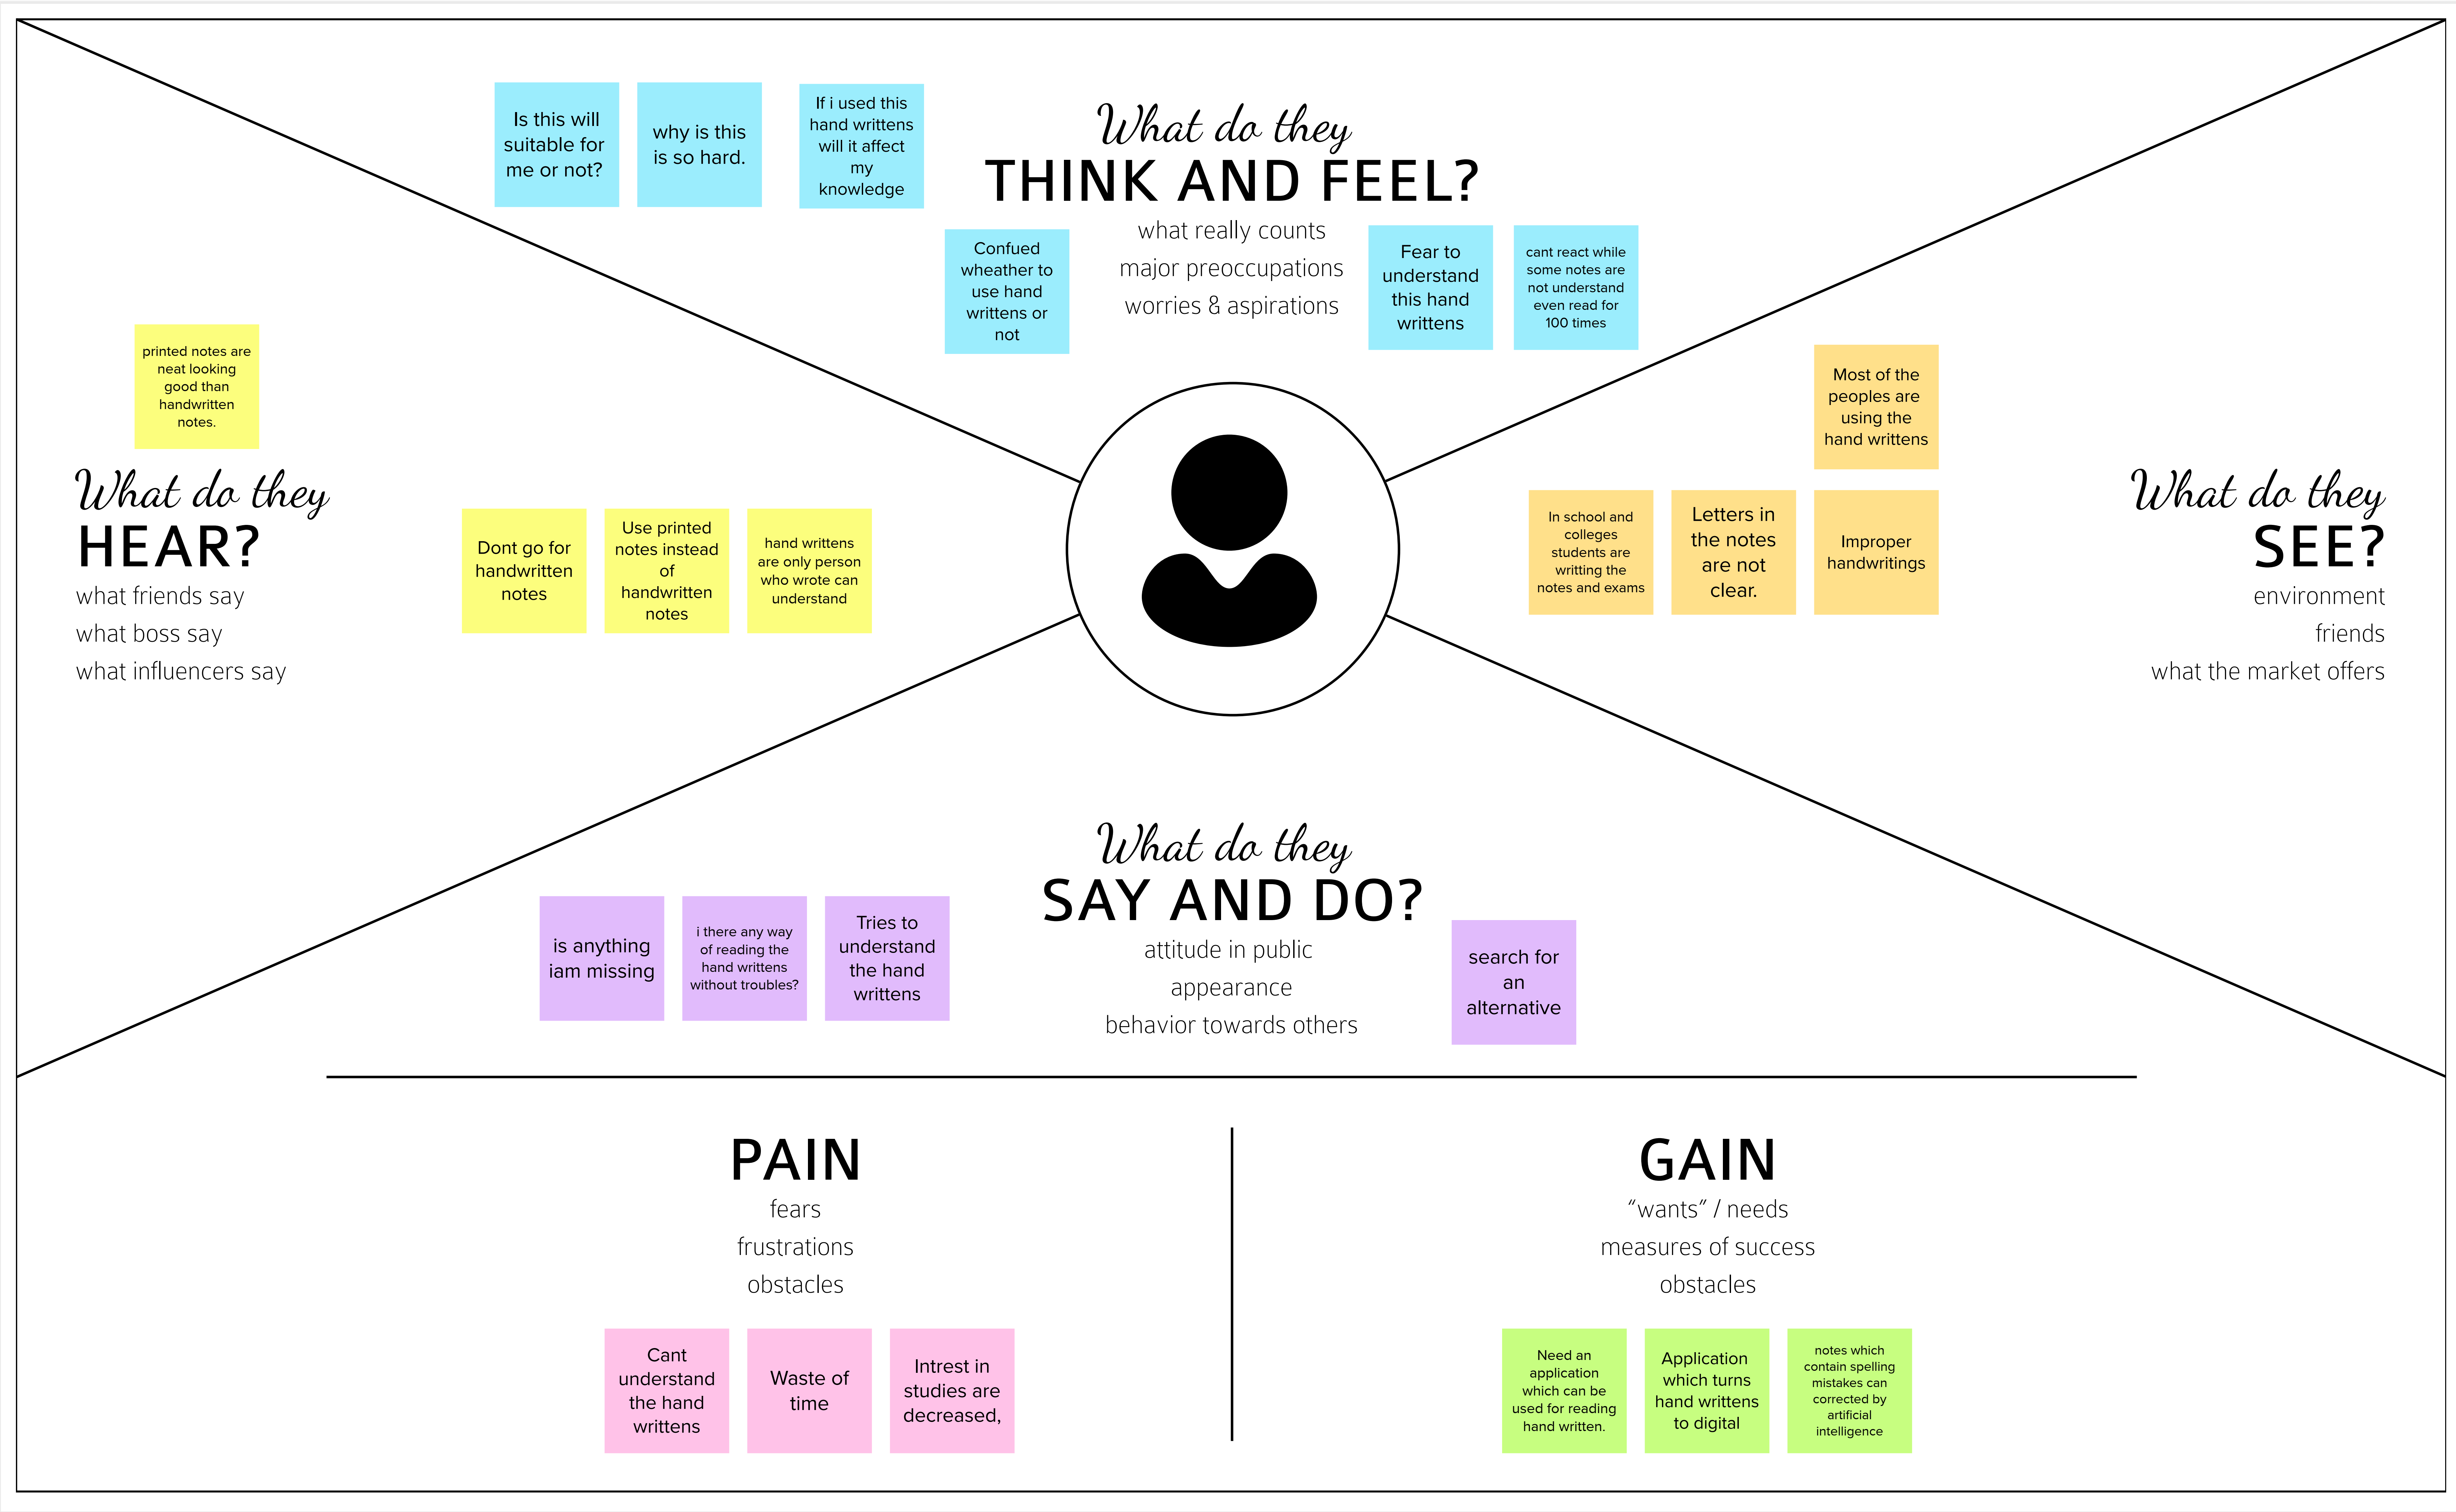 Is this will
suitable for
me or not?
why is this
is so hard.
If i used this
hand writtens
will it affect
my
knowledge
What do they
THINK AND FEEL?
what really counts
major preoccupations
worries & aspirations
Confued
wheather to
use hand
writtens or
not
Fear to
understand
this hand
writtens
cant react while
some notes are
not understand
even read for
100 times
printed notes are
neat looking
good than
handwritten
notes.
What do they
HEAR?
what friends say
what boss say
what influencers say
Dont go for
handwritten
notes
Use printed
notes instead
of
handwritten
notes
hand writtens
are only person
who wrote can
understand
Most of the
peoples are
using the
hand writtens
In school and
colleges
students are
writting the
notes and exams
Letters in
the notes
are not
clear.
Improper
handwritings
What do they
SEE?
environment
friends
what the market offers
What do they
SAY AND DO?
attitude in public
appearance
behavior towards others
is anything
iam missing
i there any way
of reading the
hand writtens
without troubles?
Tries to
understand
the hand
writtens
search for
an
alternative
PAIN
fears
frustrations
obstacles
Cant
understand
the hand
writtens
Waste of
time
Intrest in
studies are
decreased,
GAIN
“wants” / needs
measures of success
obstacles
Need an
application
which can be
used for reading
hand written.
Application
which turns
hand writtens
to digital
notes which
contain spelling
mistakes can
corrected by
artificial
intelligence